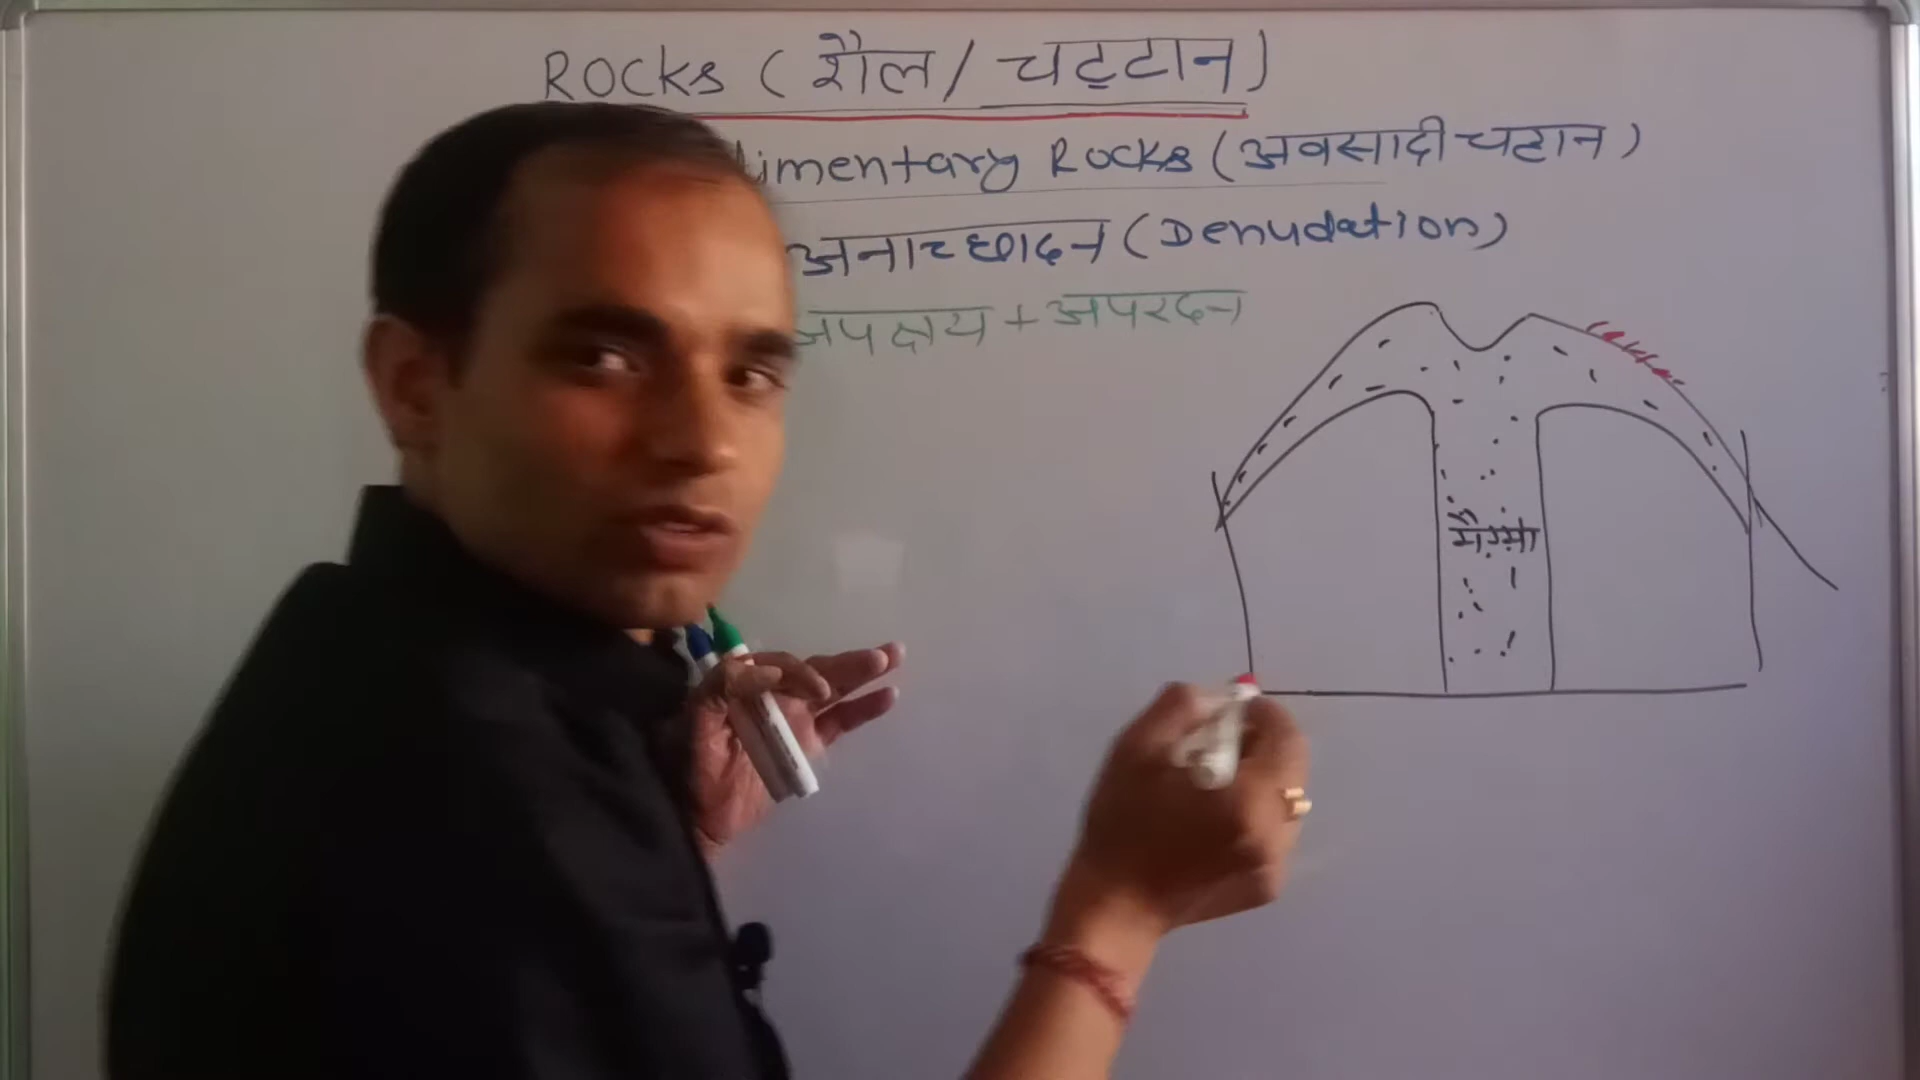 Rocks (शैल / चट्टान)
limentary Rocks (अवसादी चट्टान)
अनाच्छादन (Denudation)
अपक्षय + अपरदन
मैग्मा